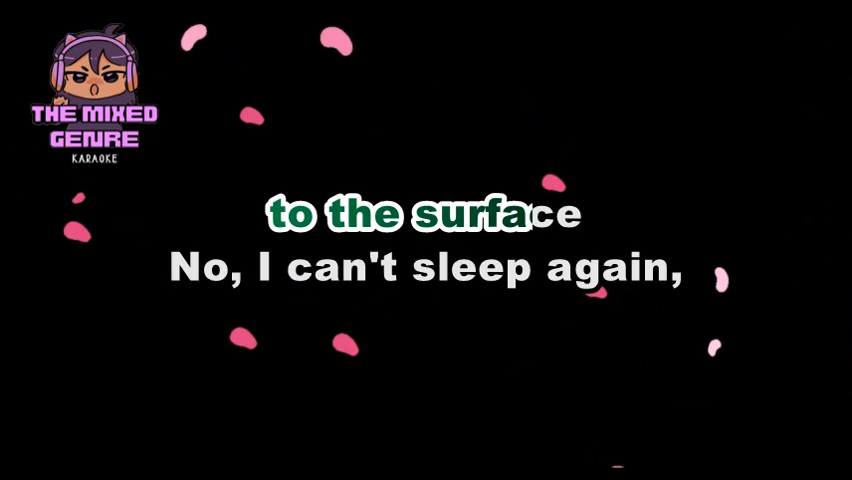 THE MIXED
GENRE
KARAOKE
to the surface
No, I can't sleep again,